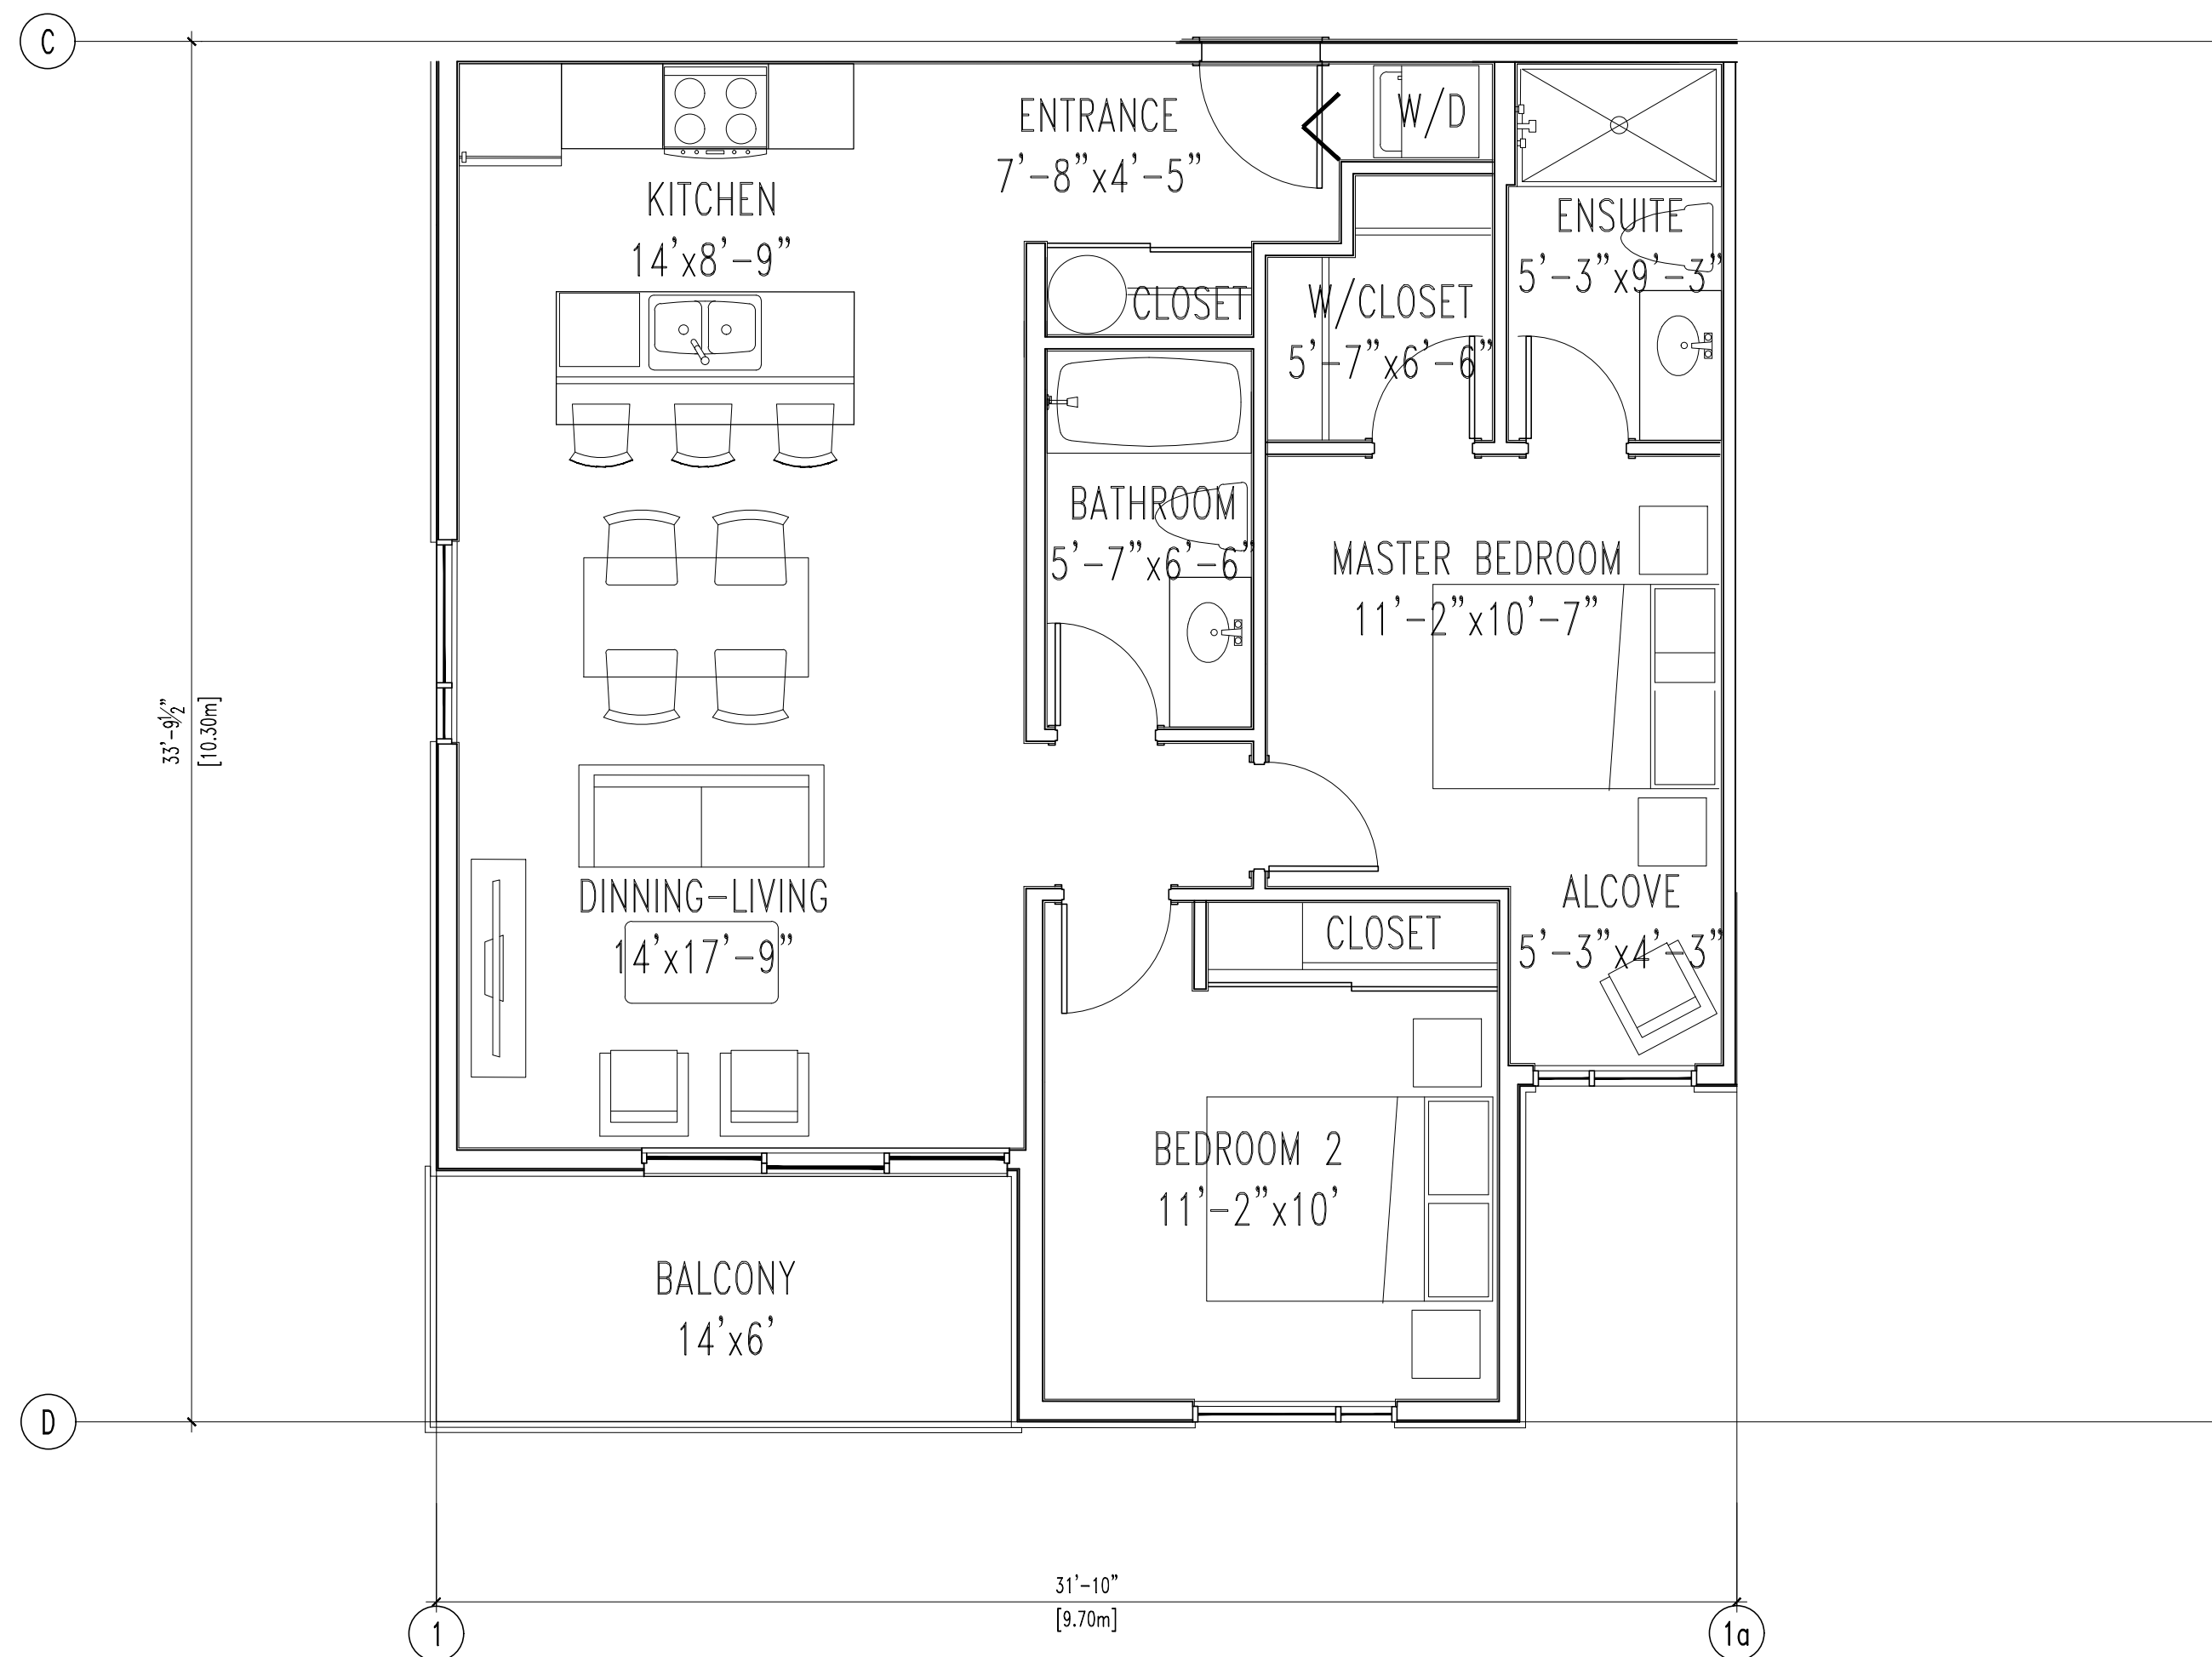 C
ENTRANCE
7'-8"x4'-5"
W/D
KITCHEN
14'x8'-9"
ENSUITE
5'-3"x9'-3"
CLOSET
W/CLOSET
5'-7"x6'-6"
BATHROOM
5'-7"x6'-6"
MASTER BEDROOM
11'-2"x10'-7"
33'-9½"
[10.30m]
DINNING-LIVING
14'x17'-9"
ALCOVE
5'-3"x4'-3"
CLOSET
BEDROOM 2
11'-2"x10'
BALCONY
14'x6'
D
31'-10"
[9.70m]
1
1a